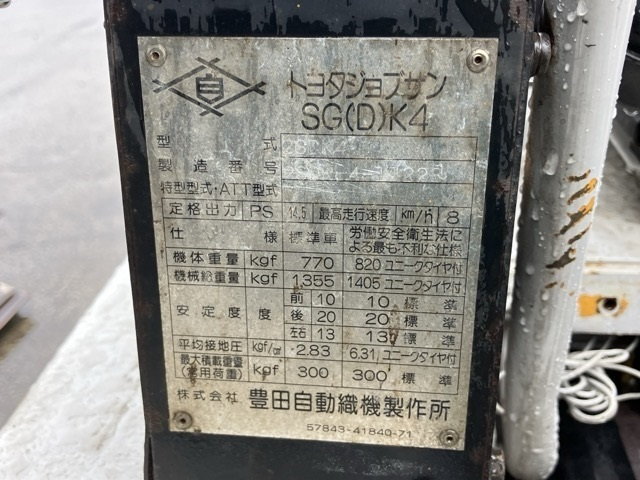 自
トヨタジョブサン
SG(D)K4
型 式
製造番号
特型型式・ATT型式
定格出力 PS 14.5 最高走行速度 km/h 8
仕 様 標準車 労働安全衛生法による最も不利な仕様
機体重量 kgf 770 820 ユニークタイヤ付
機械総重量 kgf 1,355 1405 ユニークタイヤ付
安定度 度 前 10 10 標準
後 20 20 標準
左右 13 13 標準
平均接地圧 kgf/cm² 2.83 6.31 ユニークタイヤ付
最大積載重量(常用荷重) kgf 300 300 標準
株式会社 豊田自動織機製作所
57843-41840-71